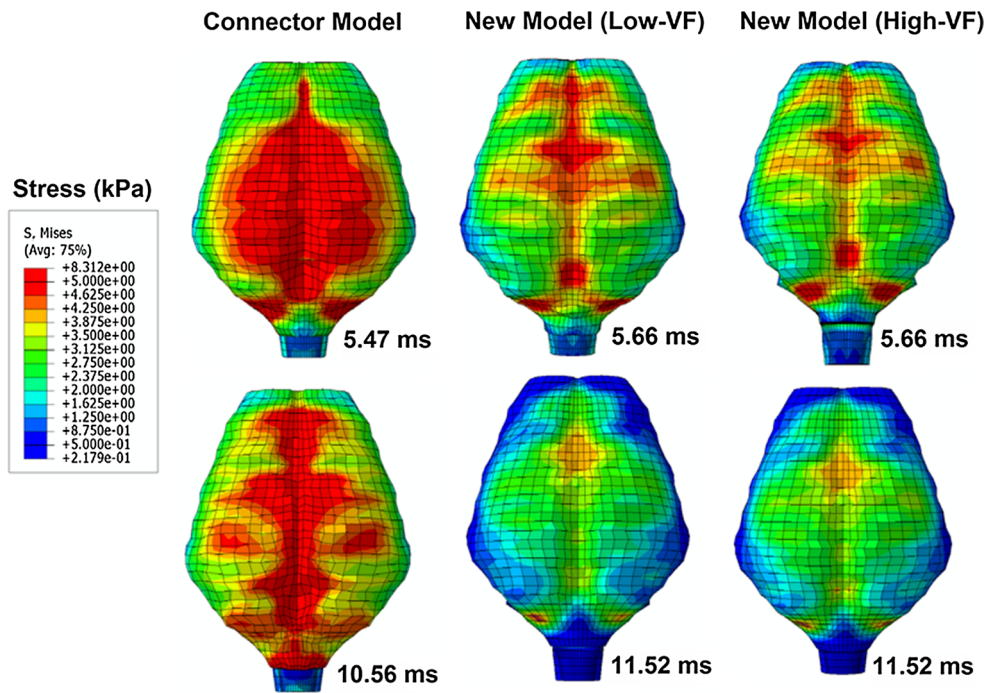 Connector Model
New Model (Low-VF)
New Model (High-VF)
Stress (kPa)
S, Mises
(Avg: 75%)
+8.312e+00
+5.000e+00
+4.625e+00
+4.250e+00
+3.875e+00
+3.500e+00
+3.125e+00
+2.750e+00
+2.375e+00
+2.000e+00
+1.625e+00
+1.250e+00
+8.750e-01
+5.000e-01
+2.179e-01
5.47 ms
5.66 ms
5.66 ms
10.56 ms
11.52 ms
11.52 ms